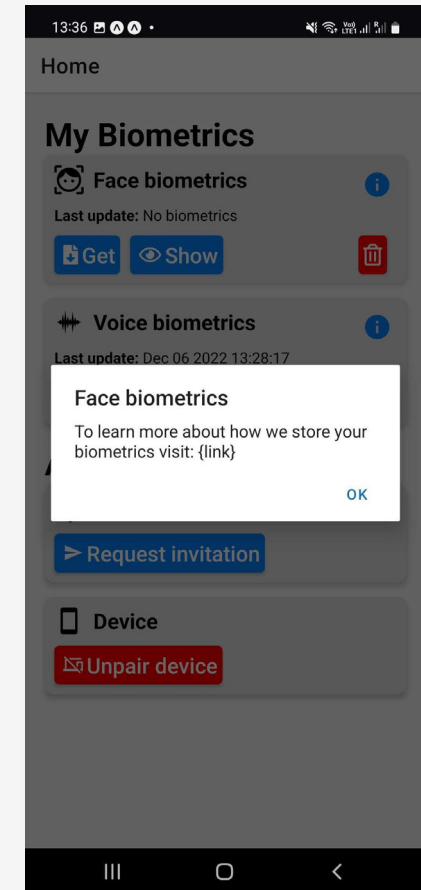 13:36
Vo)) R
LTE1
Home
My Biometrics
Face biometrics
Last update: No biometrics
Get
Show
Voice biometrics
Last update: Dec 06 2022 13:28:17
Face biometrics
To learn more about how we store your
biometrics visit: {link}
OK
Request invitation
Device
Unpair device